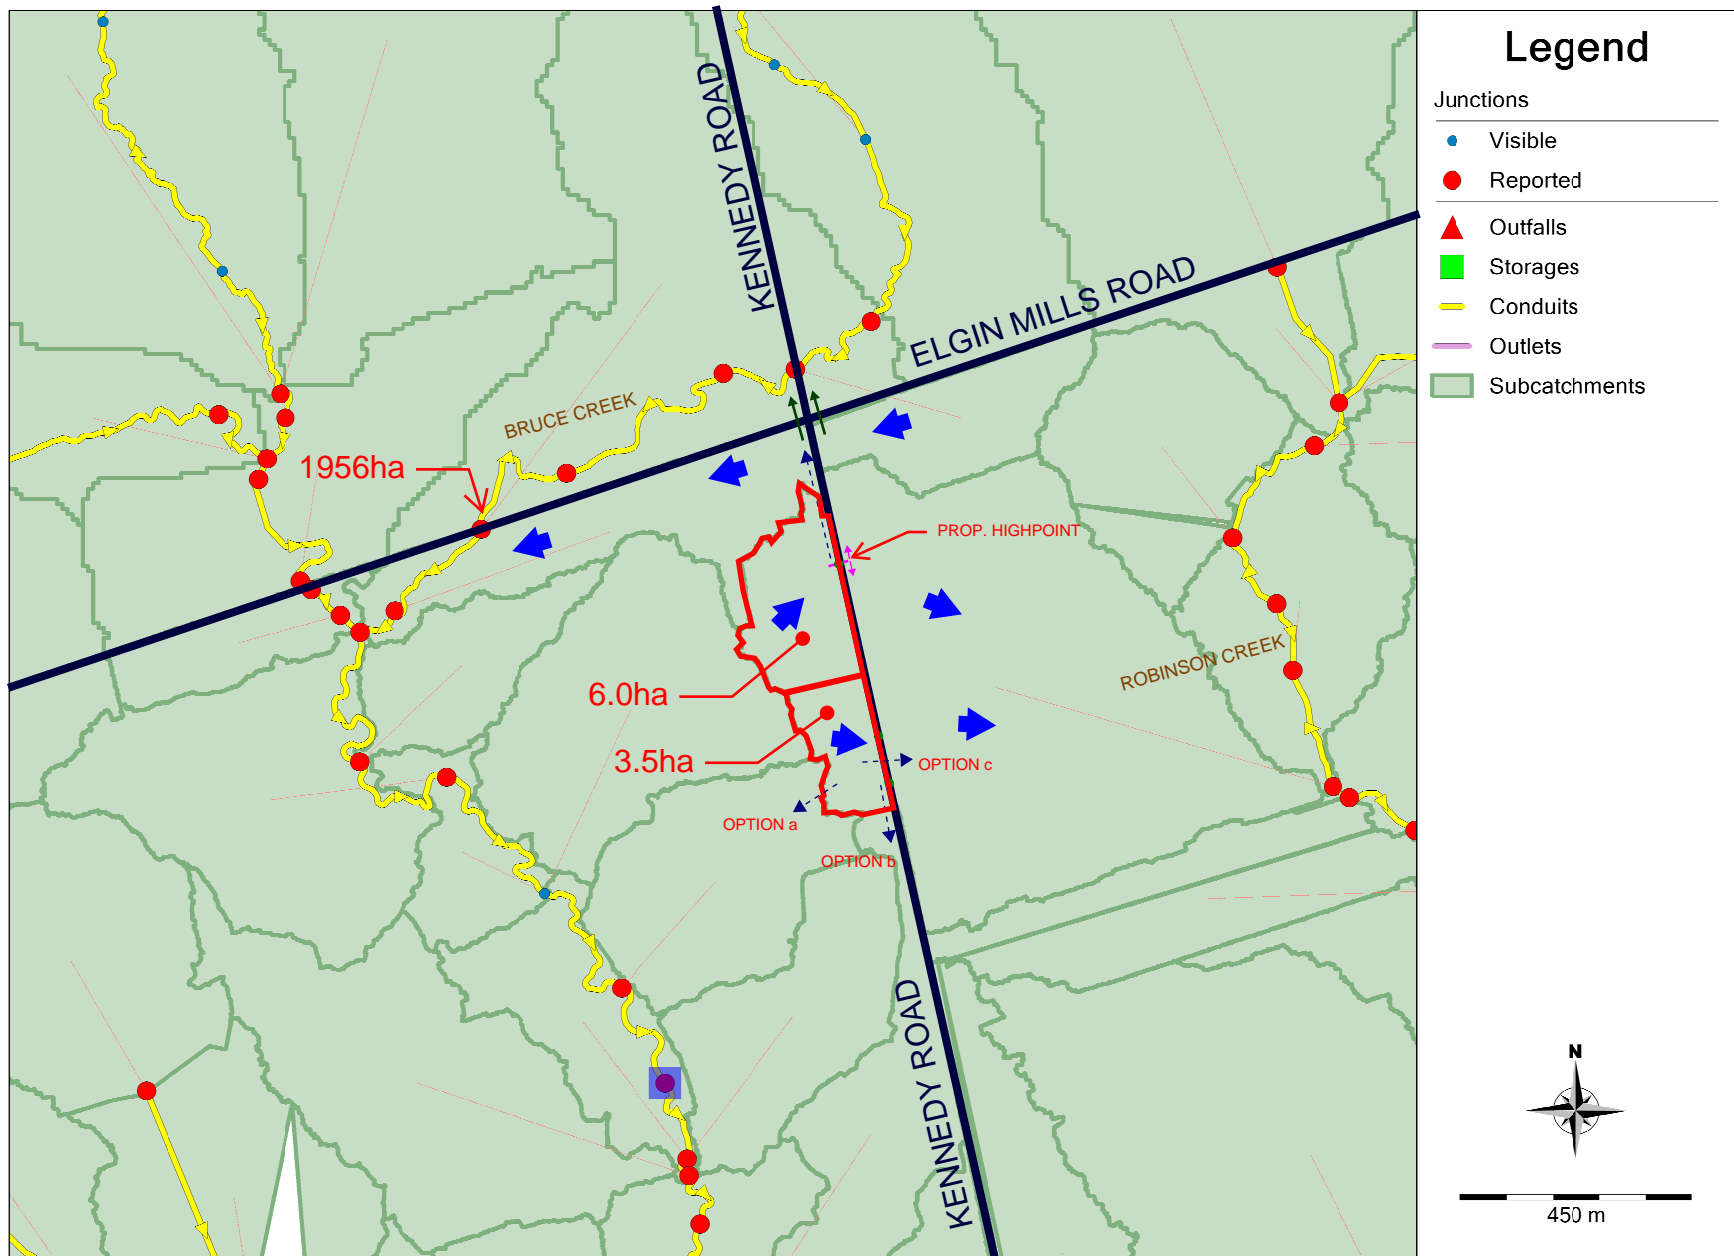 Legend
Junctions
Visible
Reported
Outfalls
Storages
Conduits
Outlets
Subcatchments
KENNEDY ROAD
ELGIN MILLS ROAD
BRUCE CREEK
1956ha
PROP. HIGHPOINT
ROBINSON CREEK
6.0ha
3.5ha
OPTION c
OPTION a
OPTION b
KENNEDY ROAD
N
450 m